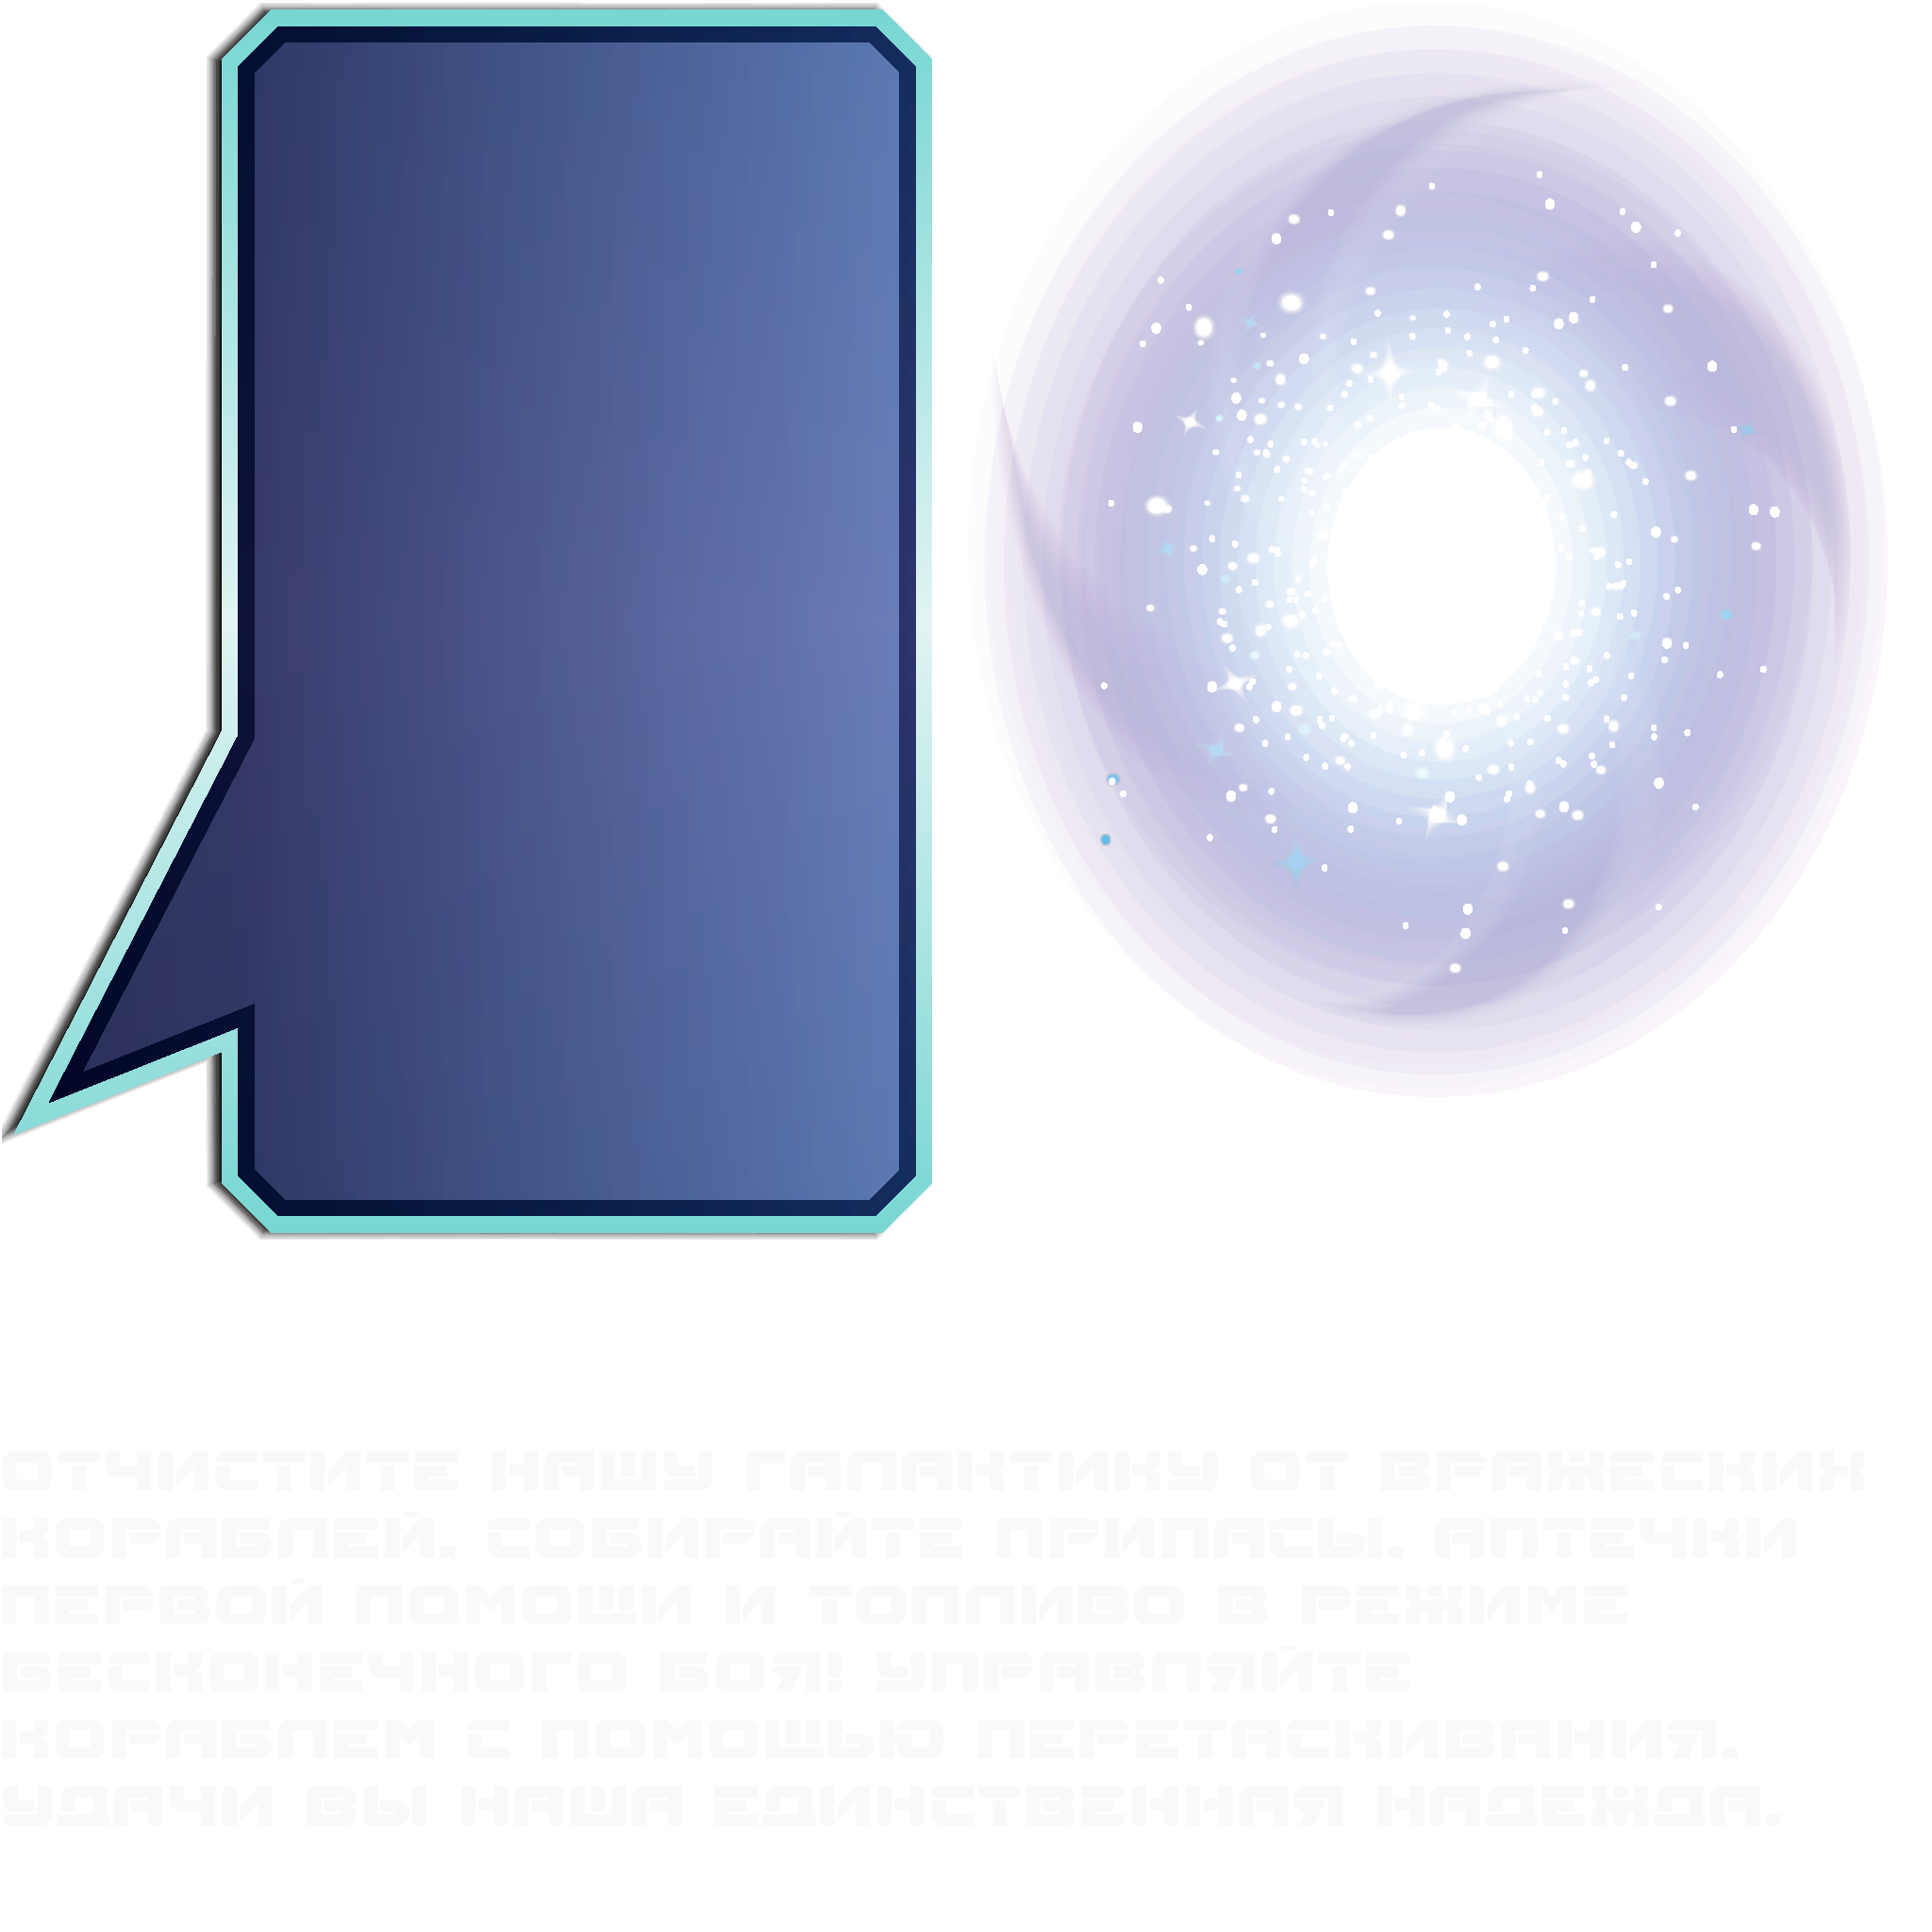 ОТЧИСТИТЕ НАШУ ГАЛАКТИКУ ОТ ВРАЖЕСКИХ
КОРАБЛЕЙ, СОБИРАЙТЕ ПРИПАСЫ, АПТЕЧКИ
ПЕРВОЙ ПОМОЩИ И ТОПЛИВО В РЕЖИМЕ
БЕСКОНЕЧНОГО БОЯ! УПРАВЛЯЙТЕ
КОРАБЛЕМ С ПОМОЩЬЮ ПЕРЕТАСКИВАНИЯ.
УДАЧИ ВЫ НАША ЕДИНСТВЕННАЯ НАДЕЖДА.